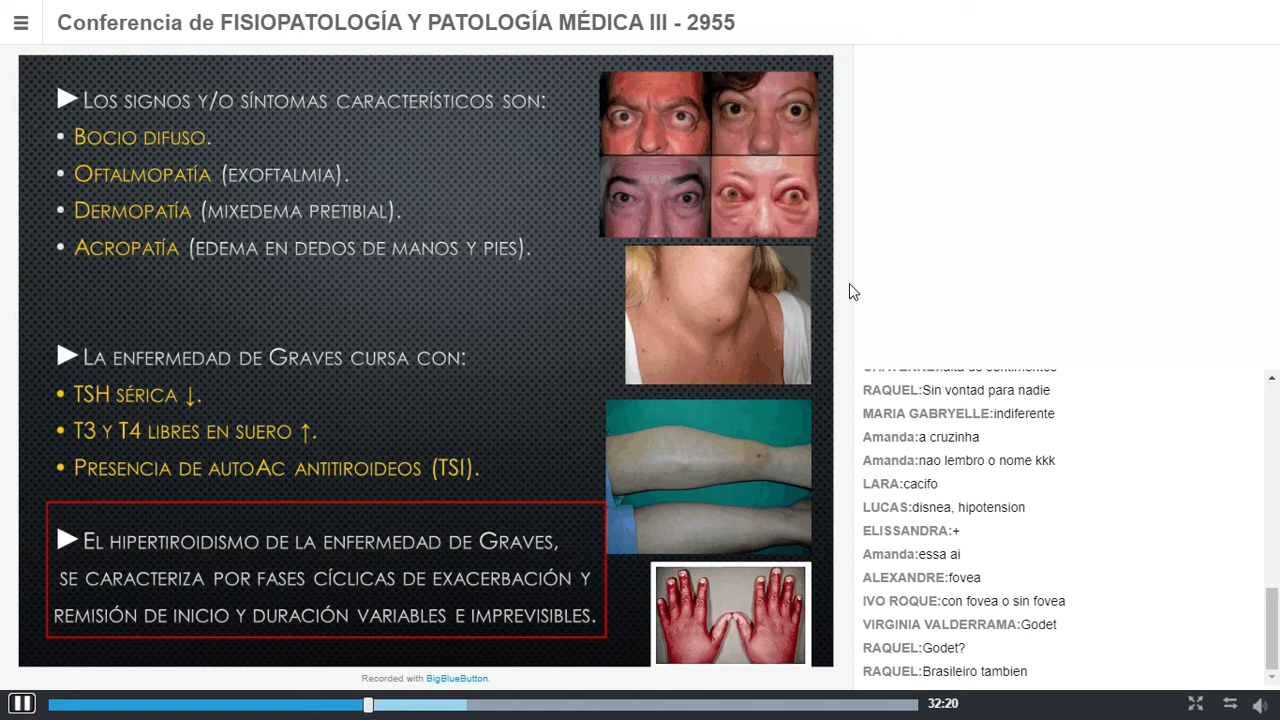 Conferencia de FISIOPATOLOGÍA Y PATOLOGÍA MÉDICA III - 2955
►LOS SIGNOS Y/O SÍNTOMAS CARACTERÍSTICOS SON:
• BOCIO DIFUSO.
• OFTALMOPATÍA (EXOFTALMIA).
• DERMOPATÍA (MIXEDEMA PRETIBIAL).
• ACROPATÍA (EDEMA EN DEDOS DE MANOS Y PIES).
►LA ENFERMEDAD DE GRAVES CURSA CON:
• TSH SÉRICA ↓.
• T3 Y T4 LIBRES EN SUERO ↑.
• PRESENCIA DE AUTOAC ANTITIROIDEOS (TSI).
►EL HIPERTIROIDISMO DE LA ENFERMEDAD DE GRAVES,
SE CARACTERIZA POR FASES CÍCLICAS DE EXACERBACIÓN Y
REMISIÓN DE INICIO Y DURACIÓN VARIABLES E IMPREVISIBLES.
Recorded with BigBlueButton.
RAQUEL:Sin vontad para nadie
MARIA GABRYELLE:indiferente
Amanda:a cruzinha
Amanda:nao lembro o nome kkk
LARA:cacifo
LUCAS:disnea, hipotension
ELISSANDRA:+
Amanda:essa ai
ALEXANDRE:fovea
IVO ROQUE:con fovea o sin fovea
VIRGINIA VALDERRAMA:Godet
RAQUEL:Godet?
RAQUEL:Brasileiro tambien
32:20